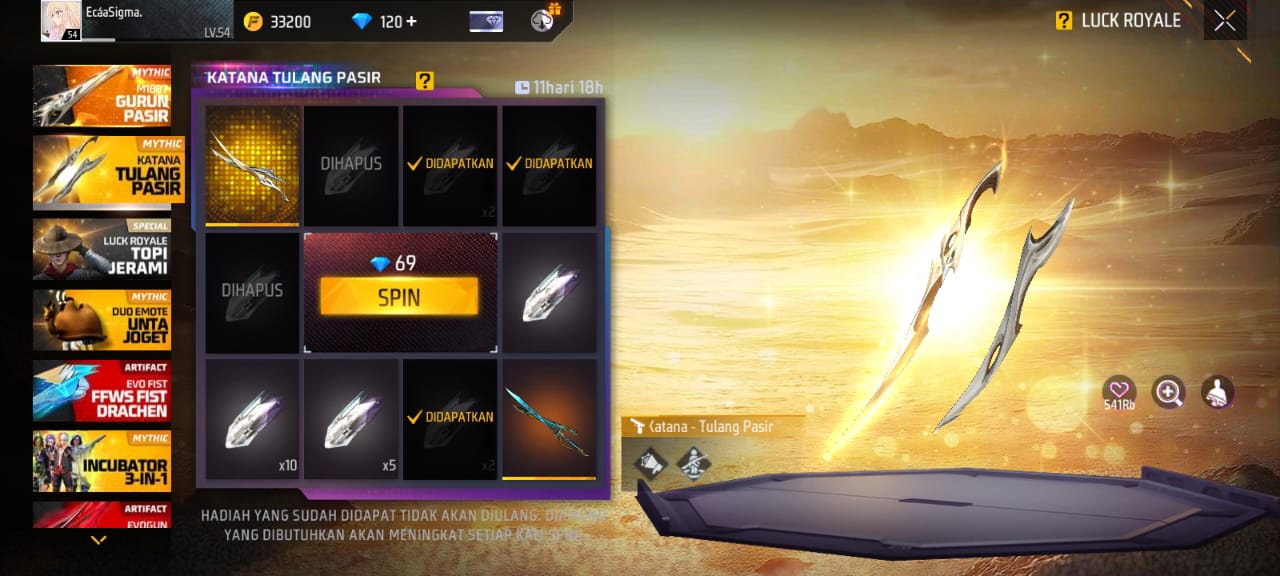 EcáaSigma.
54
LV.54
33200
120 +
? LUCK ROYALE
MYTHIC
GURUN
PASIR
MYTHIC
KATANA
TULANG
PASIR
SPECIAL
LUCK ROYALE
TOPI
JERAMI
MYTHIC
DUO EMOTE
UNTA
JOGET
ARTIFACT
EVO FIST
FFWS FIST
DRACHEN
MYTHIC
INCUBATOR
3-IN-1
ARTIFACT
EVOGUN
KATANA TULANG PASIR ?
11hari 18h
DIHAPUS
DIDAPATKAN
x2
DIDAPATKAN
DIHAPUS
69
SPIN
x10
x5
DIDAPATKAN
x2
HADIAH YANG SUDAH DIDAPAT TIDAK AKAN DIULANG.
YANG DIBUTUHKAN AKAN MENINGKAT SETIAP KALI
541Rb
Katana - Tulang Pasir